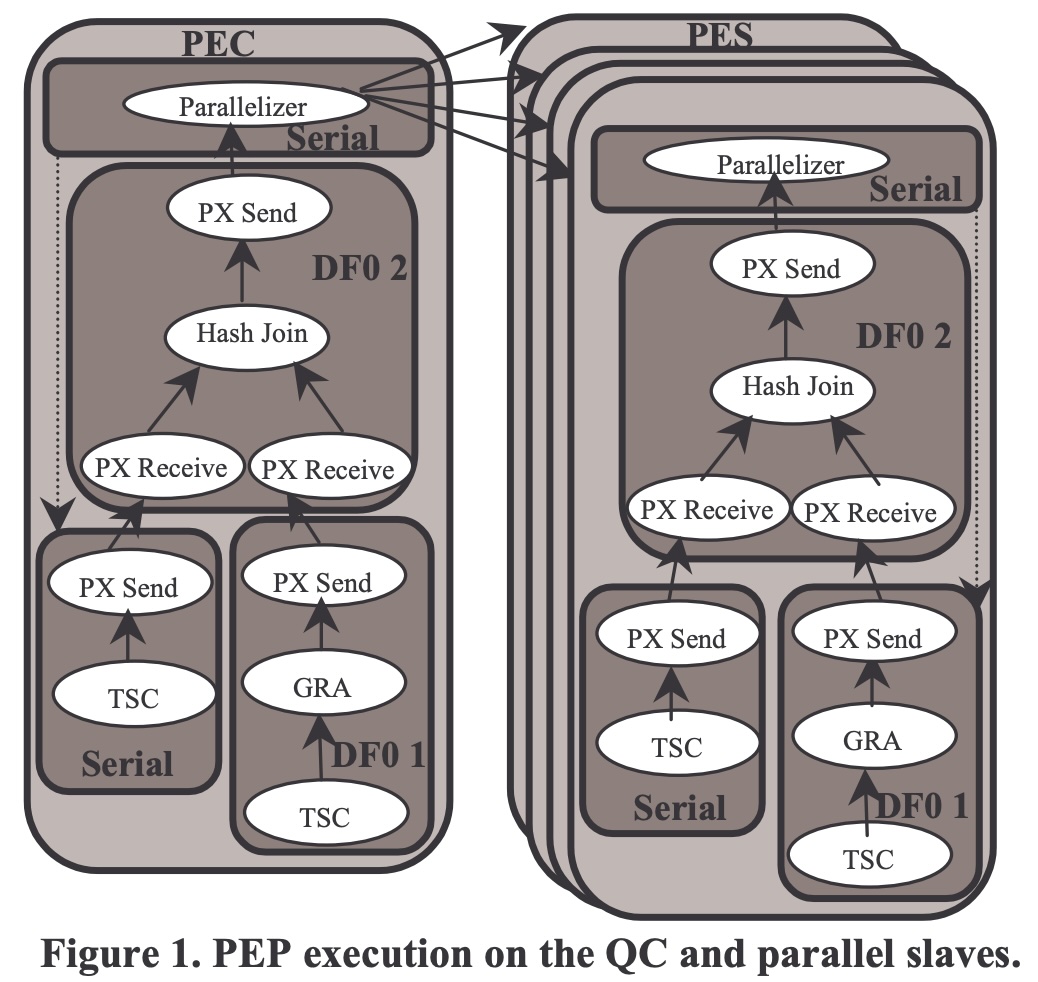 PEC
Parallelizer
Serial
PX Send
DF0 2
Hash Join
PX Receive
PX Receive
PX Send
PX Send
TSC
GRA
Serial
DF0 1
TSC
PES
Parallelizer
Serial
PX Send
DF0 2
Hash Join
PX Receive
PX Receive
PX Send
PX Send
TSC
GRA
Serial
DF0 1
TSC
Figure 1. PEP execution on the QC and parallel slaves.